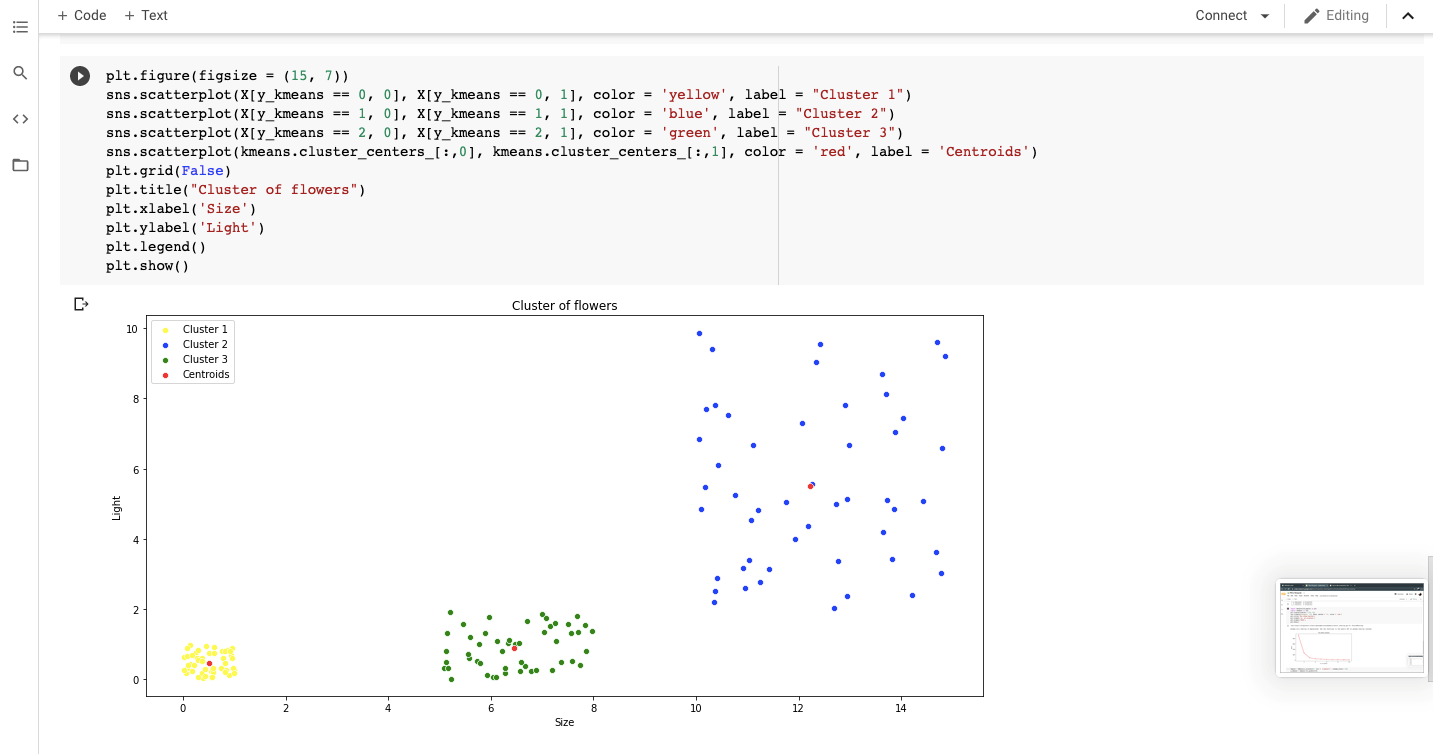 + Code + Text Connect Editing
plt.figure(figsize = (15, 7))
sns.scatterplot(X[y_kmeans == 0, 0], X[y_kmeans == 0, 1], color = 'yellow', label = "Cluster 1")
sns.scatterplot(X[y_kmeans == 1, 0], X[y_kmeans == 1, 1], color = 'blue', label = "Cluster 2")
sns.scatterplot(X[y_kmeans == 2, 0], X[y_kmeans == 2, 1], color = 'green', label = "Cluster 3")
sns.scatterplot(kmeans.cluster_centers_[:,0], kmeans.cluster_centers_[:,1], color = 'red', label = 'Centroids')
plt.grid(False)
plt.title("Cluster of flowers")
plt.xlabel('Size')
plt.ylabel('Light')
plt.legend()
plt.show()
Cluster of flowers
Cluster 1
Cluster 2
Cluster 3
Centroids
10
8
6
4
2
0
Light
0 2 4 6 8 10 12 14
Size